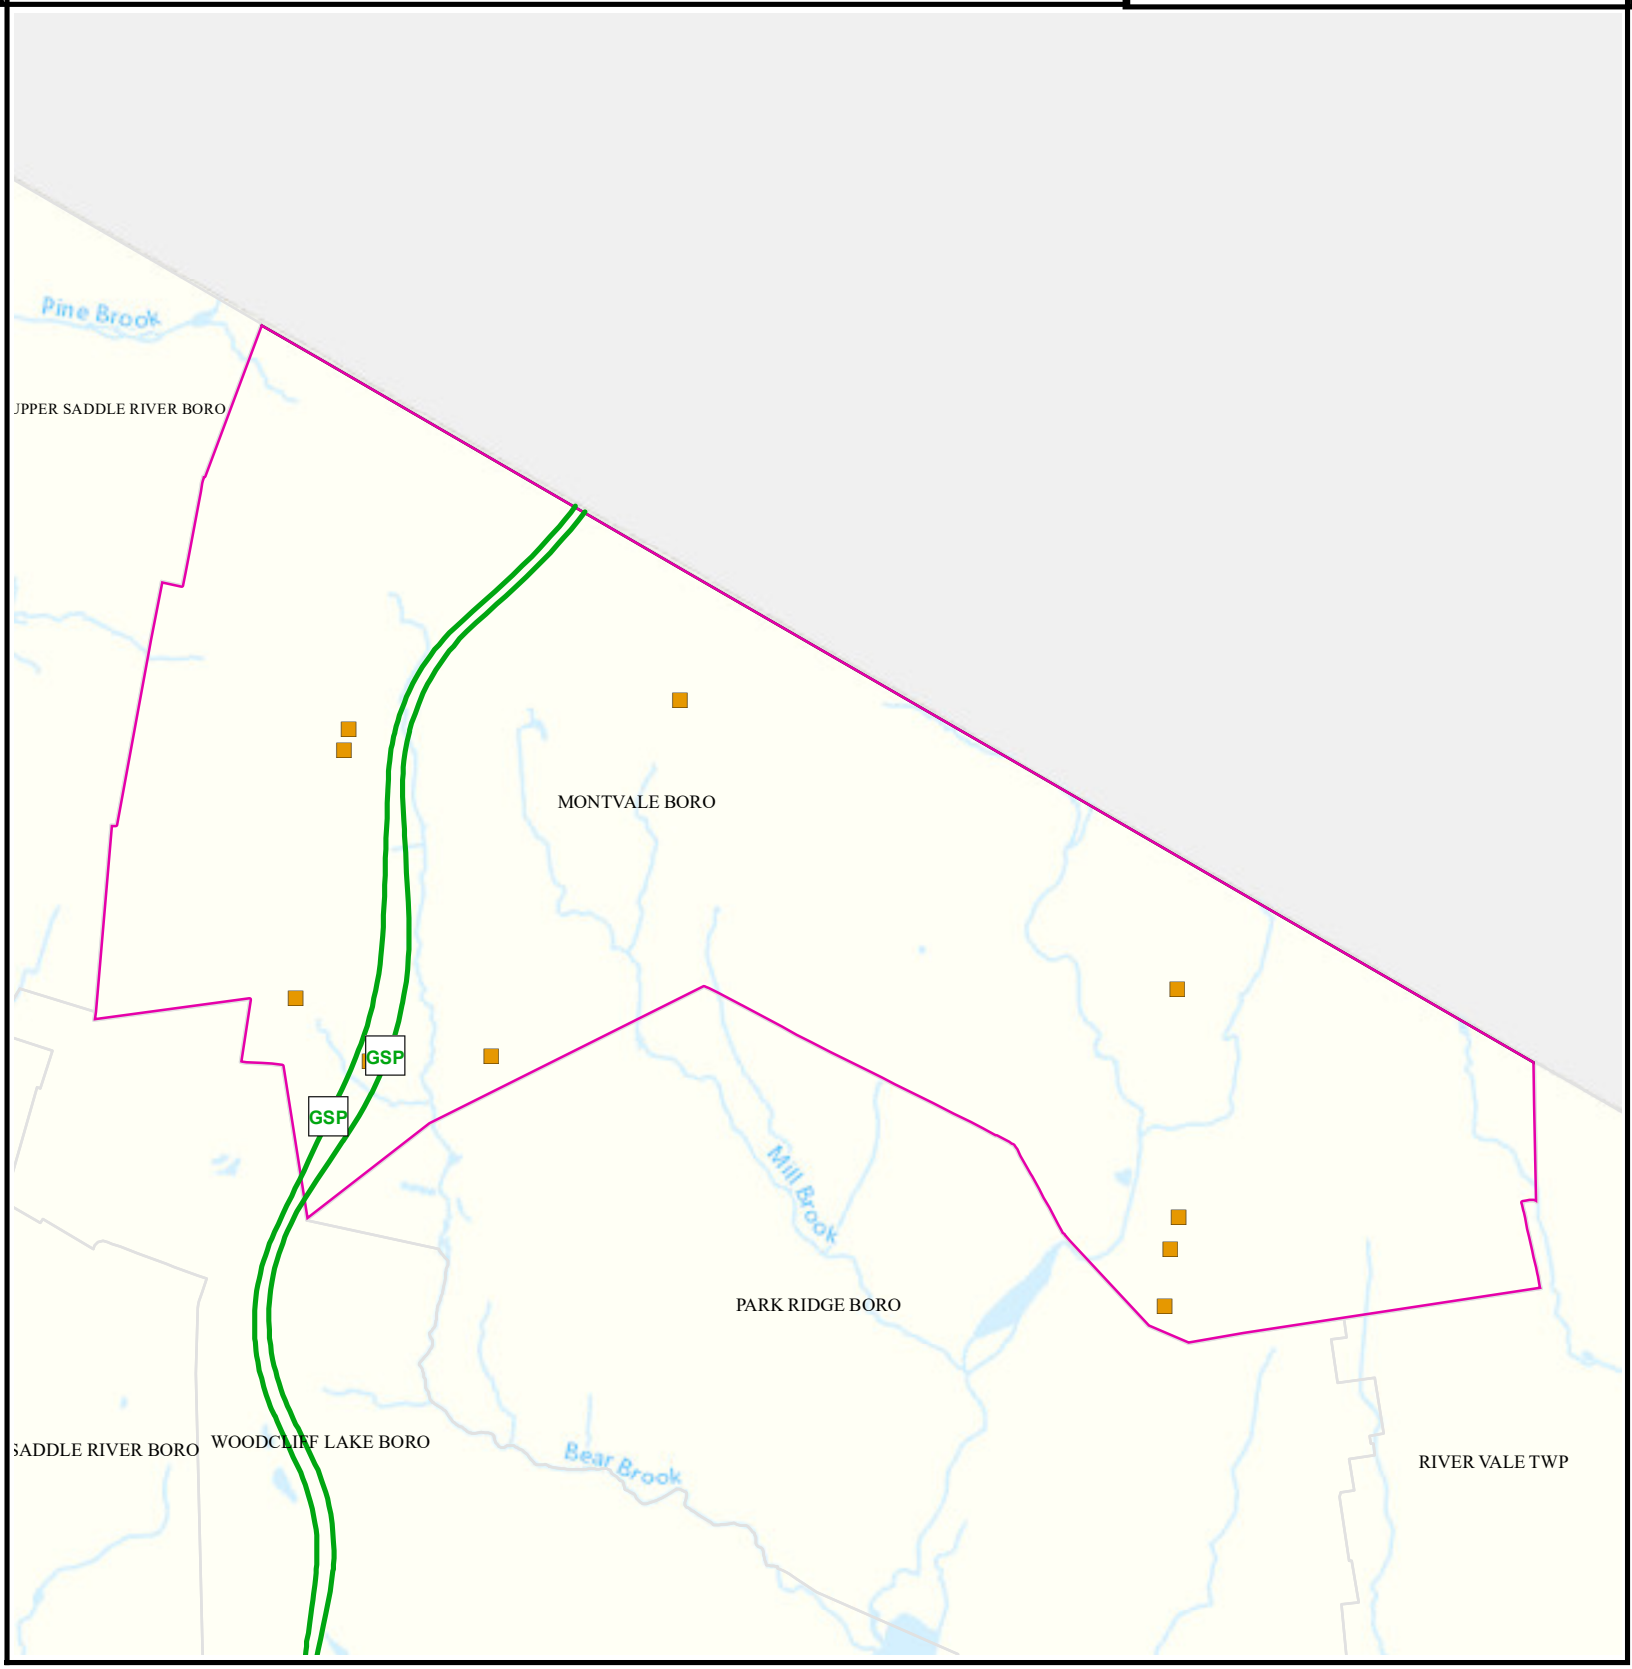 Pine Brook
UPPER SADDLE RIVER BORO
MONTVALE BORO
GSP
GSP
Mill Brook
PARK RIDGE BORO
WOODCLIFF LAKE BORO
SADDLE RIVER BORO
Bear Brook
RIVER VALE TWP